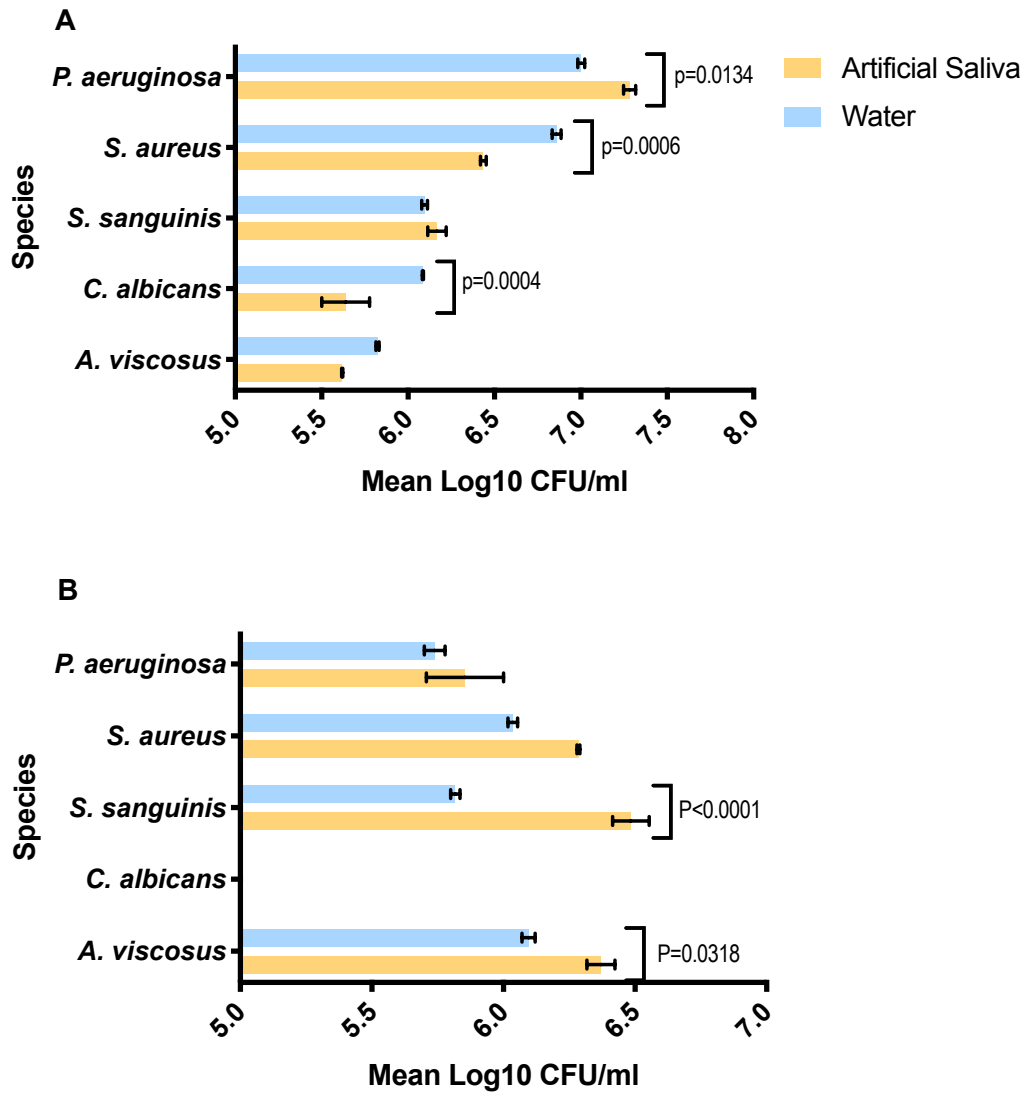 A
P. aeruginosa
p=0.0134
Artificial Saliva
Water
S. aureus
p=0.0006
S. sanguinis
C. albicans
p=0.0004
A. viscosus
Species
5.0 5.5 6.0 6.5 7.0 7.5 8.0
Mean Log10 CFU/ml
B
P. aeruginosa
S. aureus
S. sanguinis
P<0.0001
C. albicans
A. viscosus
P=0.0318
Species
5.0 5.5 6.0 6.5 7.0
Mean Log10 CFU/ml